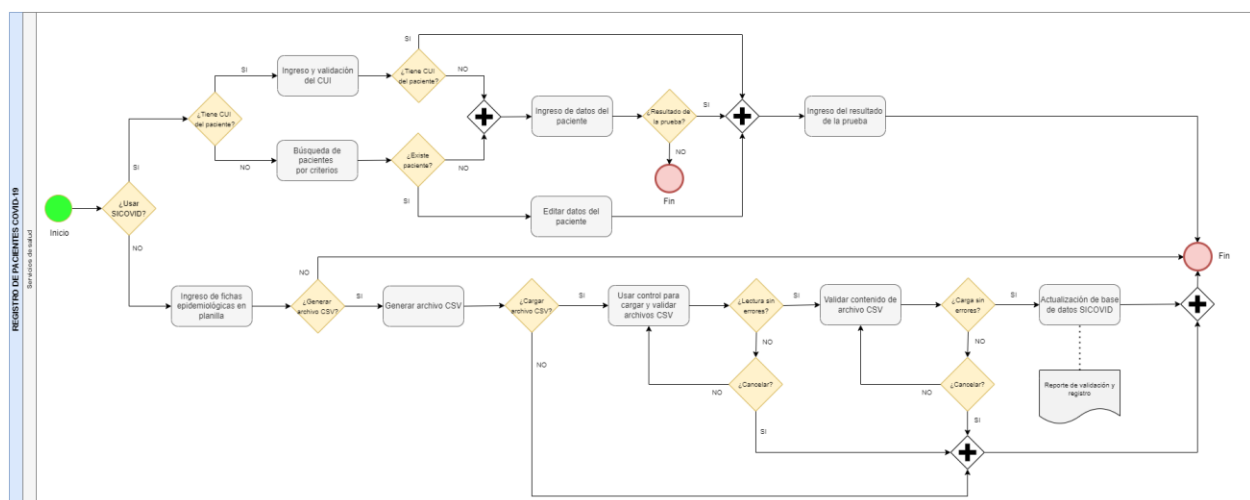 REGISTRO DE PACIENTES COVID-19
Servicios de salud
Inicio
¿Usar
SICOVID?
SI
NO
¿Tiene CUI
del paciente?
SI
NO
Ingreso y validación
del CUI
¿Tiene CUI
del paciente?
SI
NO
Búsqueda de
pacientes
por criterios
¿Existe
paciente?
NO
SI
Ingreso de datos del
paciente
¿Resultado de
la prueba?
SI
NO
Fin
Editar datos del
paciente
Ingreso del resultado
de la prueba
Fin
Ingreso de fichas
epidemiológicas en
planilla
¿Generar
archivo CSV?
NO
SI
Generar archivo CSV
¿Cargar
archivo CSV?
SI
NO
Usar control para
cargar y validar
archivos CSV
¿Lectura sin
errores?
SI
NO
¿Cancelar?
NO
SI
Validar contenido de
archivo CSV
¿Carga sin
errores?
SI
NO
¿Cancelar?
NO
SI
Actualización de base
de datos SICOVID
Reporte de validación y
registro